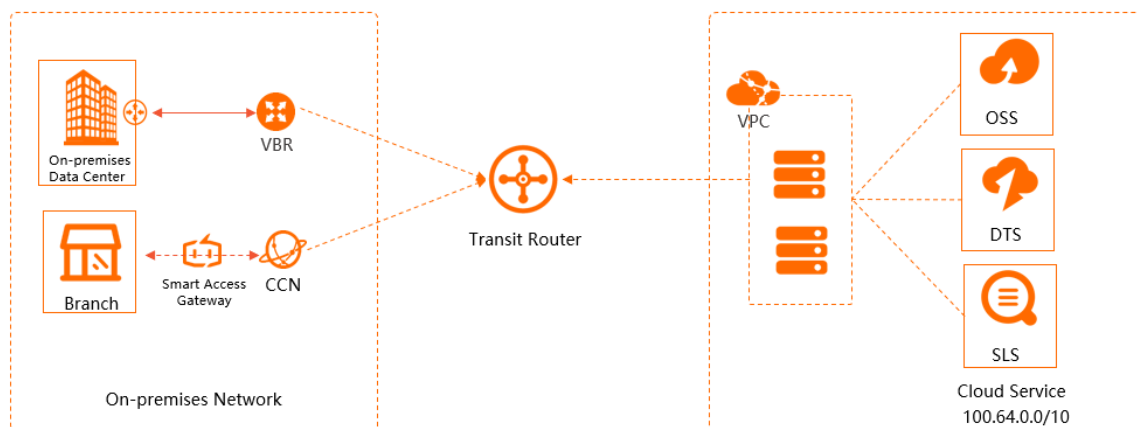 On-premises
Data Center
VBR
Branch
Smart Access
Gateway
CCN
On-premises Network
Transit Router
VPC
OSS
DTS
SLS
Cloud Service
100.64.0.0/10